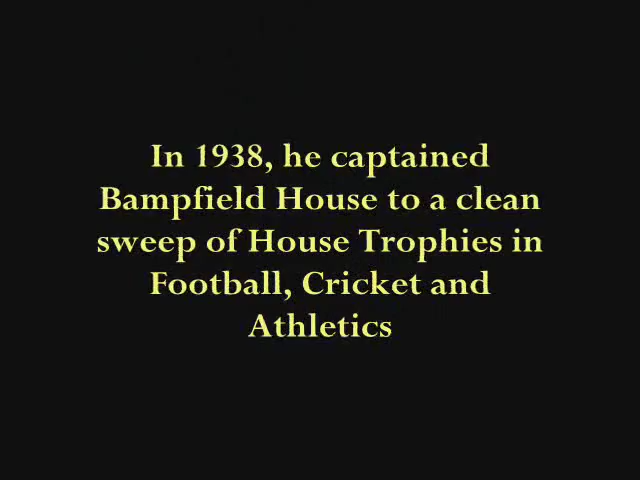 In 1938, he captained
Bampfield House to a clean
sweep of House Trophies in
Football, Cricket and
Athletics